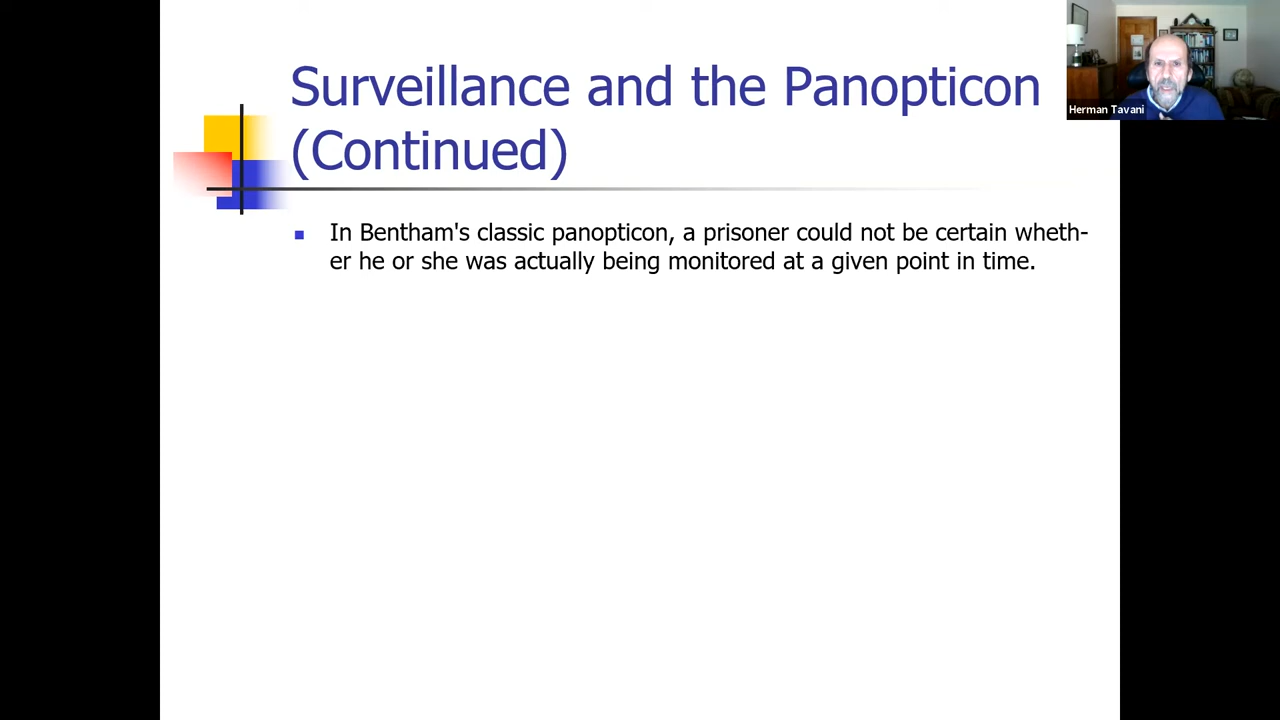 Surveillance and the Panopticon
(Continued)
Herman Tavani
In Bentham's classic panopticon, a prisoner could not be certain wheth-
er he or she was actually being monitored at a given point in time.